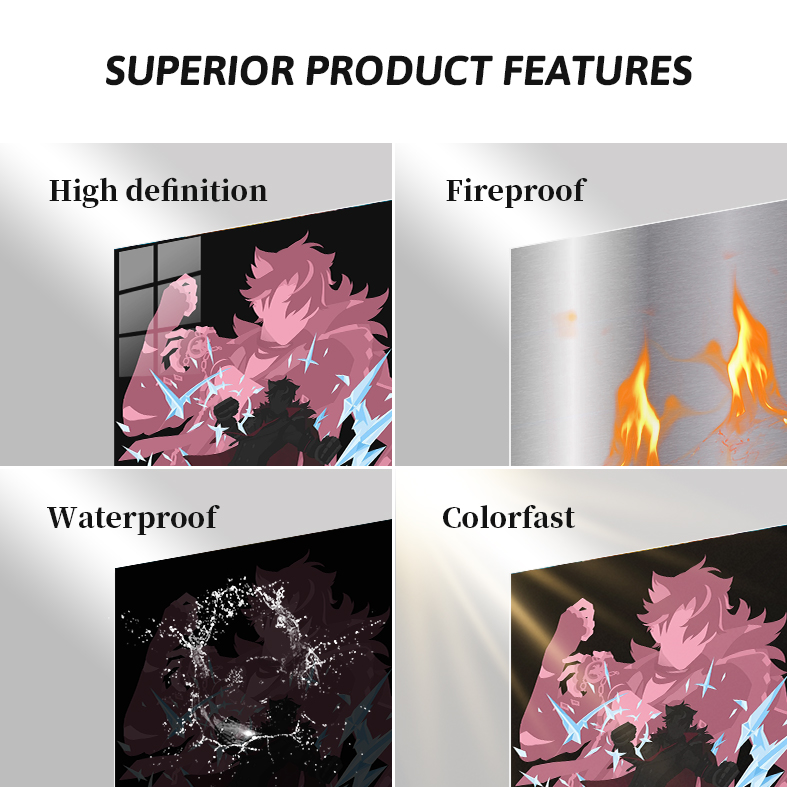 SUPERIOR PRODUCT FEATURES
High definition
Fireproof
Waterproof
Colorfast